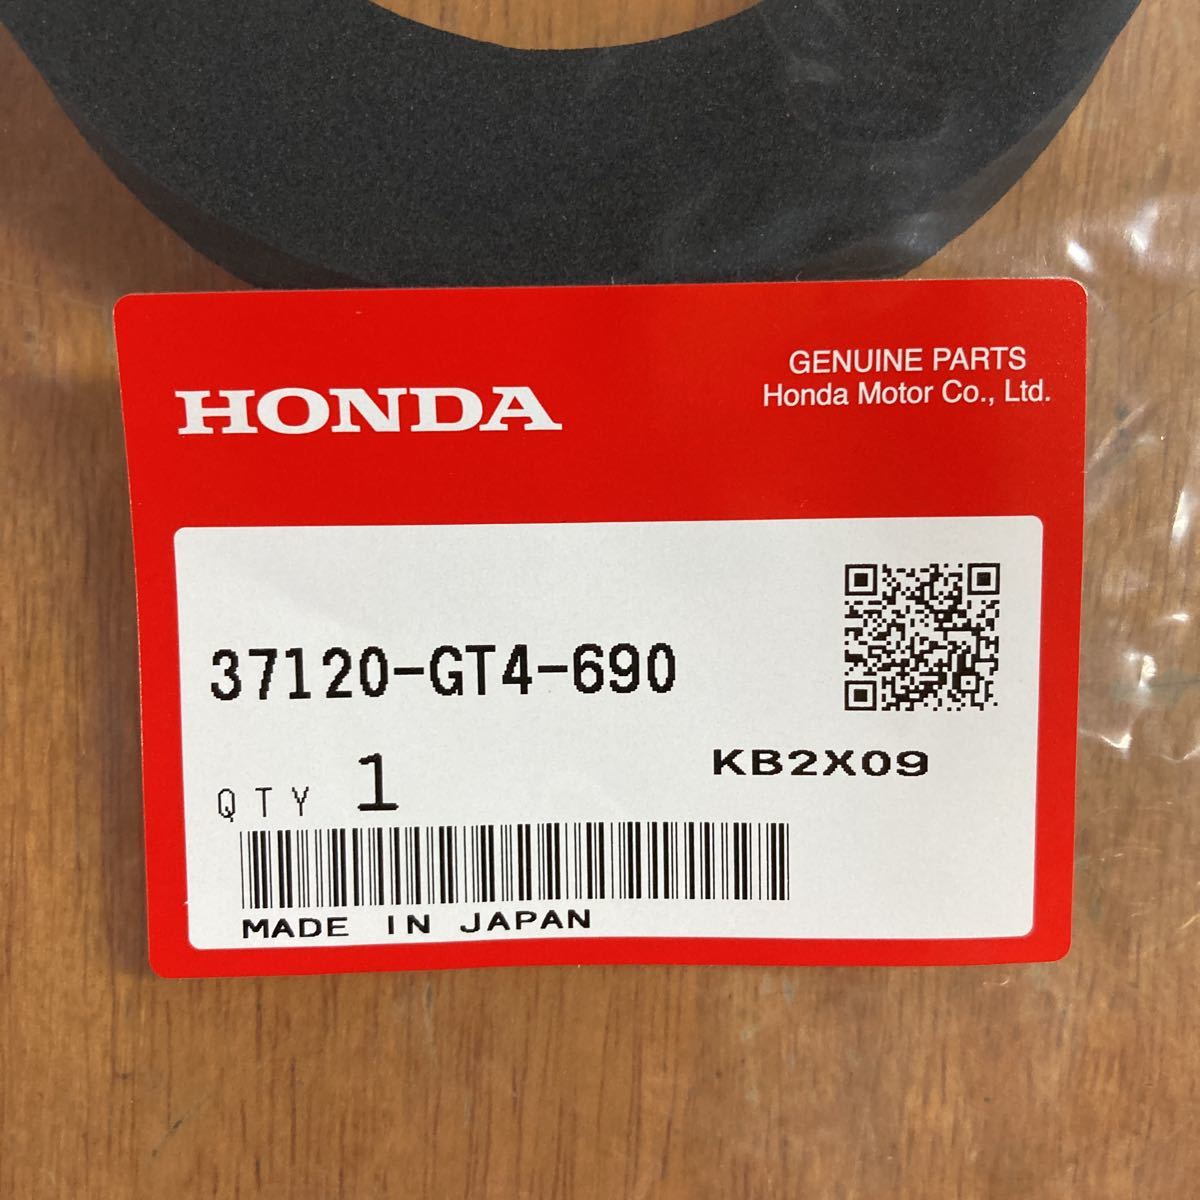 HONDA
GENUINE PARTS
Honda Motor Co., Ltd.
37120-GT4-690
KB2X09
QTY 1
MADE IN JAPAN